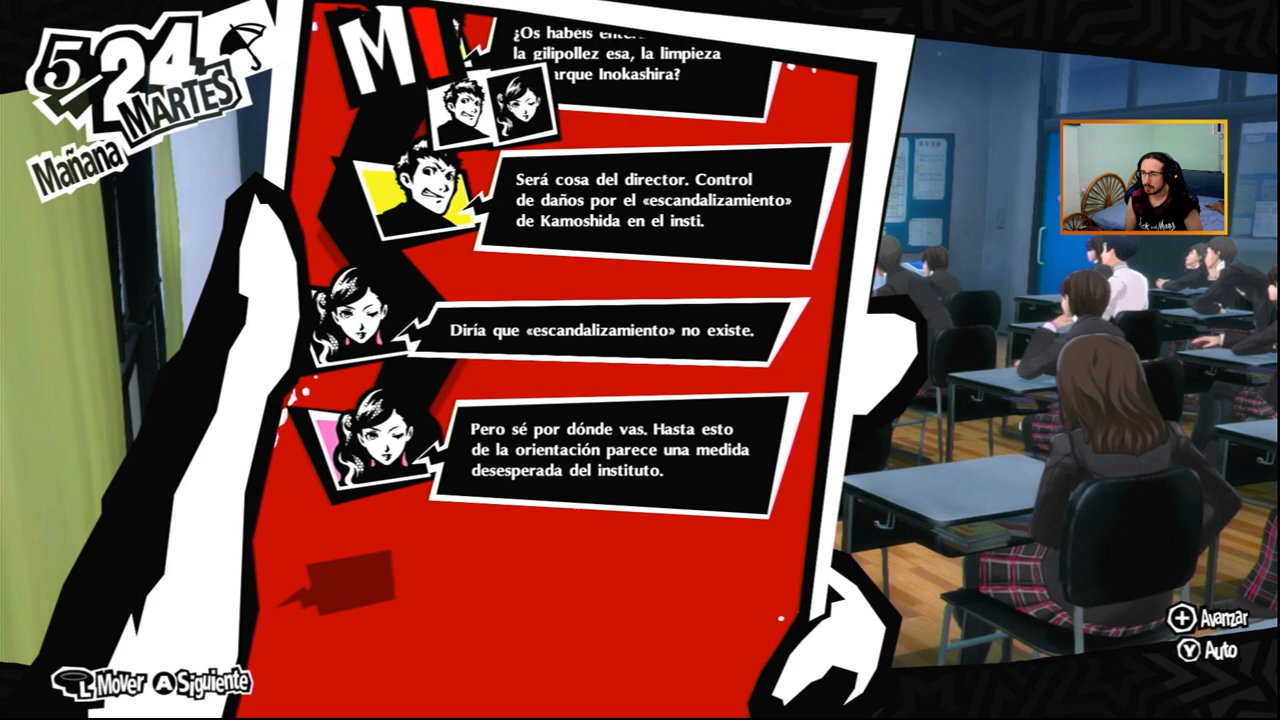 5/24
MARTES
Mañana
¿Os habéis
la gilipollez esa, la limpieza
arque Inokashira?
Será cosa del director. Control
de daños por el «escandalizamiento»
de Kamoshida en el insti.
Diría que «escandalizamiento» no existe.
Pero sé por dónde vas. Hasta esto
de la orientación parece una medida
desesperada del instituto.
L Mover A Siguiente
+ Avanzar
Y Auto